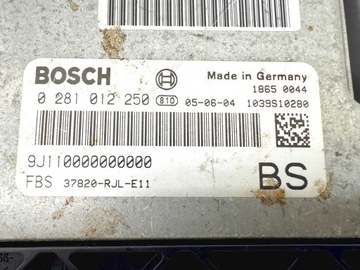 BOSCH
Made in Germany
1865 0044
0 281 012 250 810 05-06-04 1039S10280
9J110000000000
FBS 37820-RJL-E11
BS